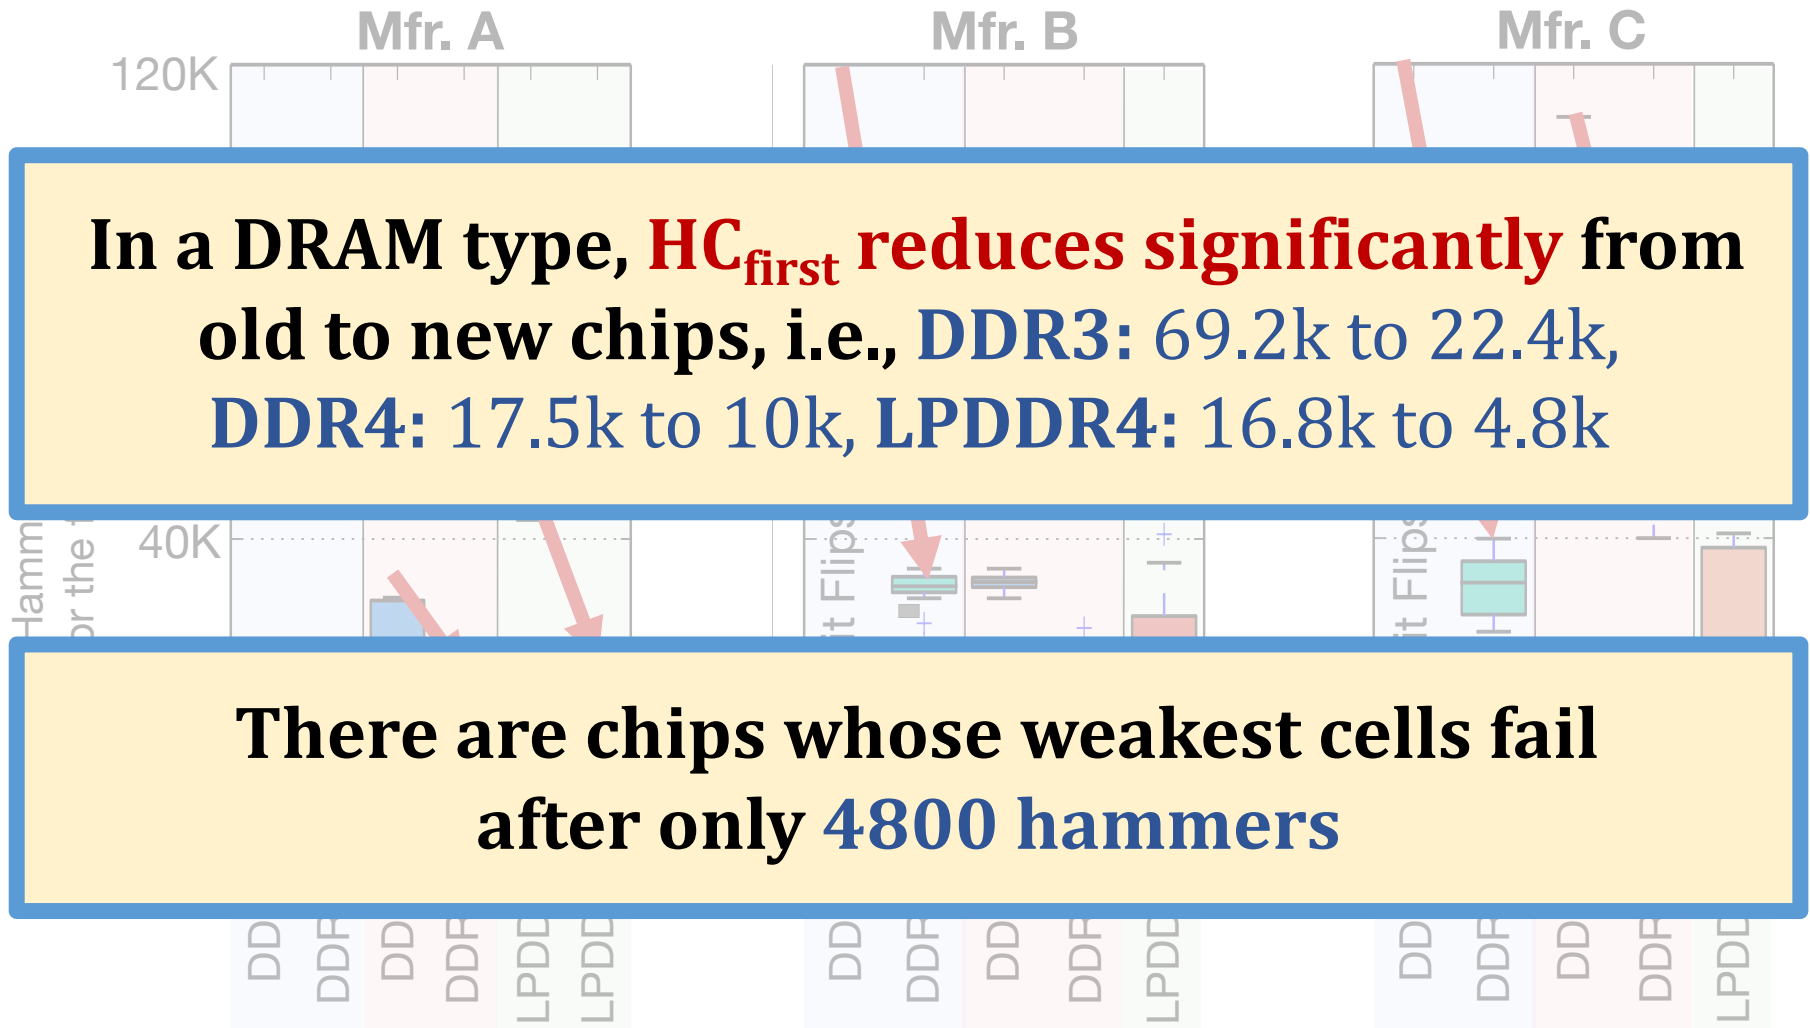 Mfr. A Mfr. B Mfr. C
120K
In a DRAM type, HCfirst reduces significantly from
old to new chips, i.e., DDR3: 69.2k to 22.4k,
DDR4: 17.5k to 10k, LPDDR4: 16.8k to 4.8k
40K
There are chips whose weakest cells fail
after only 4800 hammers